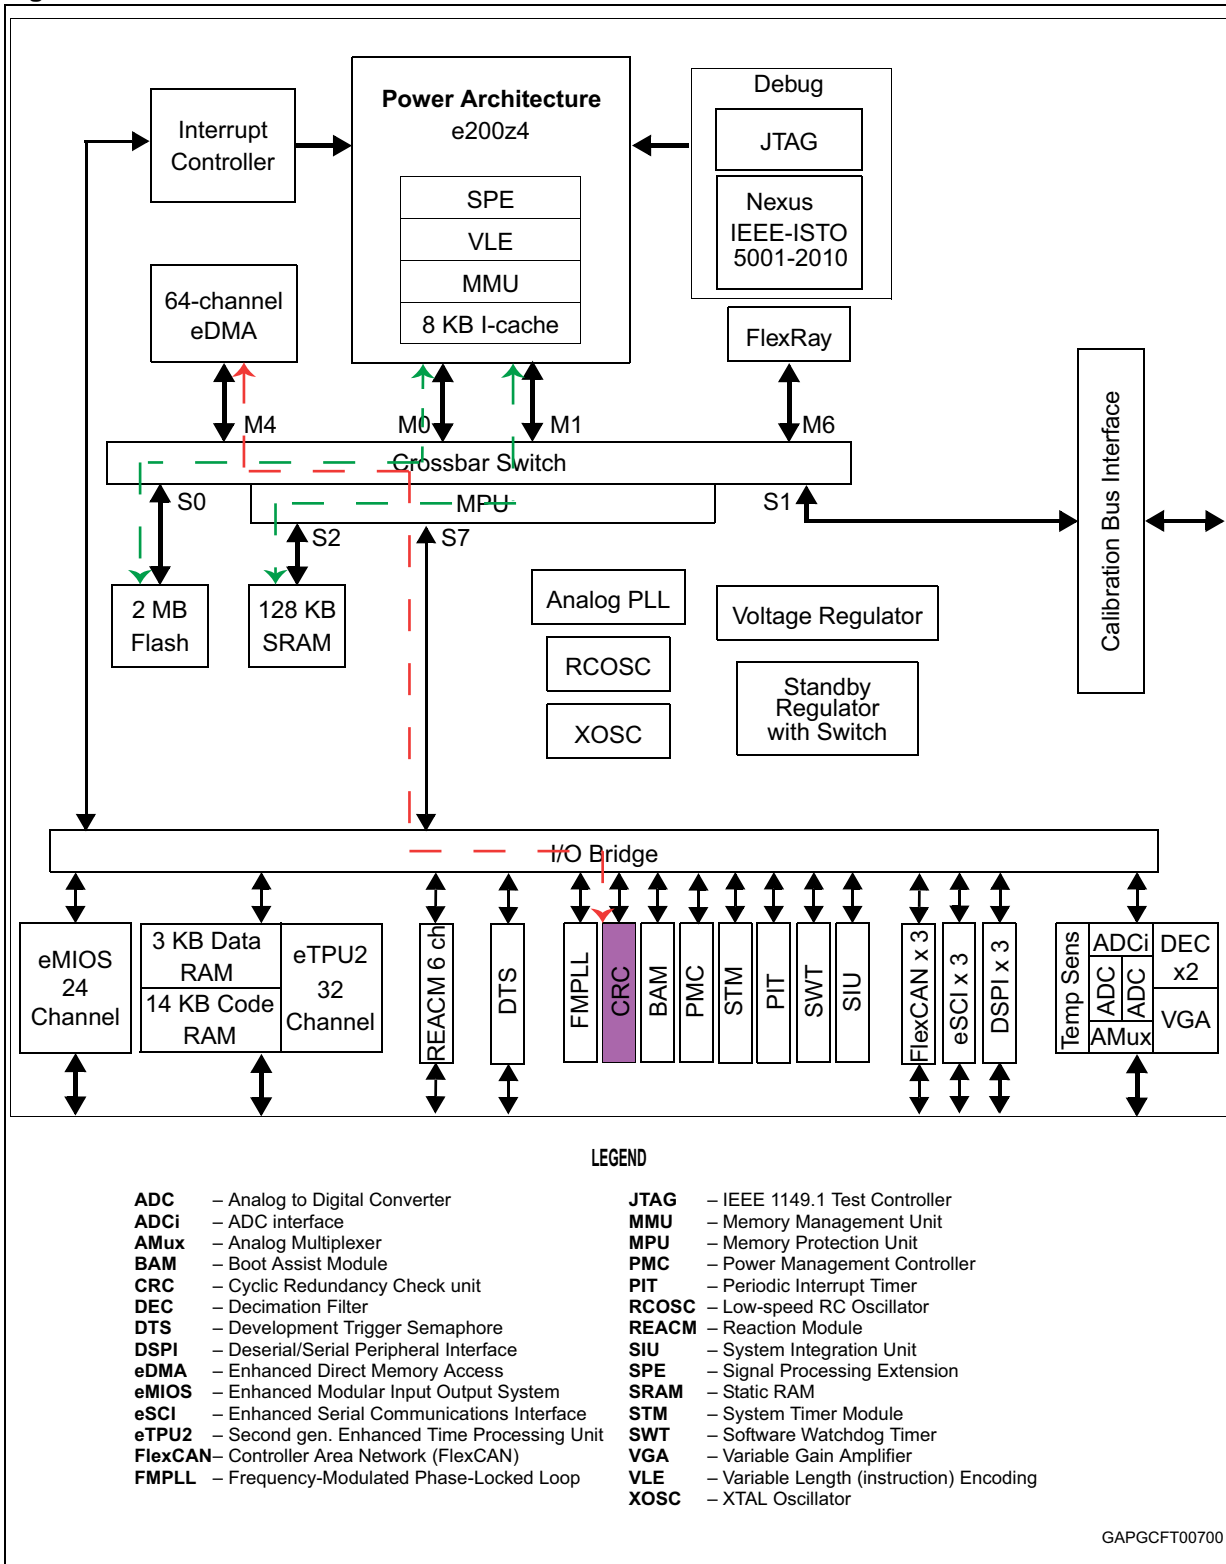 Power Architecture
e200z4
SPE
VLE
MMU
8 KB I-cache
Interrupt
Controller
Debug
JTAG
Nexus
IEEE-ISTO
5001-2010
64-channel
eDMA
FlexRay
M4
M0
M1
M6
Crossbar Switch
MPU
S0
S2
S7
S1
Calibration Bus Interface
2 MB
Flash
128 KB
SRAM
Analog PLL
RCOSC
XOSC
Voltage Regulator
Standby
Regulator
with Switch
I/O Bridge
eMIOS
24
Channel
3 KB Data
RAM
14 KB Code
RAM
eTPU2
32
Channel
REACM 6 ch
DTS
FMPLL
CRC
BAM
PMC
STM
PIT
SWT
SIU
FlexCAN x 3
eSCI x 3
DSPI x 3
Temp Sens
ADCi
ADC
ADC
AMux
DEC
x2
VGA
LEGEND
ADC – Analog to Digital Converter
ADCi – ADC interface
AMux – Analog Multiplexer
BAM – Boot Assist Module
CRC – Cyclic Redundancy Check unit
DEC – Decimation Filter
DTS – Development Trigger Semaphore
DSPI – Deserial/Serial Peripheral Interface
eDMA – Enhanced Direct Memory Access
eMIOS – Enhanced Modular Input Output System
eSCI – Enhanced Serial Communications Interface
eTPU2 – Second gen. Enhanced Time Processing Unit
FlexCAN – Controller Area Network (FlexCAN)
FMPLL – Frequency-Modulated Phase-Locked Loop
JTAG – IEEE 1149.1 Test Controller
MMU – Memory Management Unit
MPU – Memory Protection Unit
PMC – Power Management Controller
PIT – Periodic Interrupt Timer
RCOSC – Low-speed RC Oscillator
REACM – Reaction Module
SIU – System Integration Unit
SPE – Signal Processing Extension
SRAM – Static RAM
STM – System Timer Module
SWT – Software Watchdog Timer
VGA – Variable Gain Amplifier
VLE – Variable Length (instruction) Encoding
XOSC – XTAL Oscillator
GAPGCFT00700